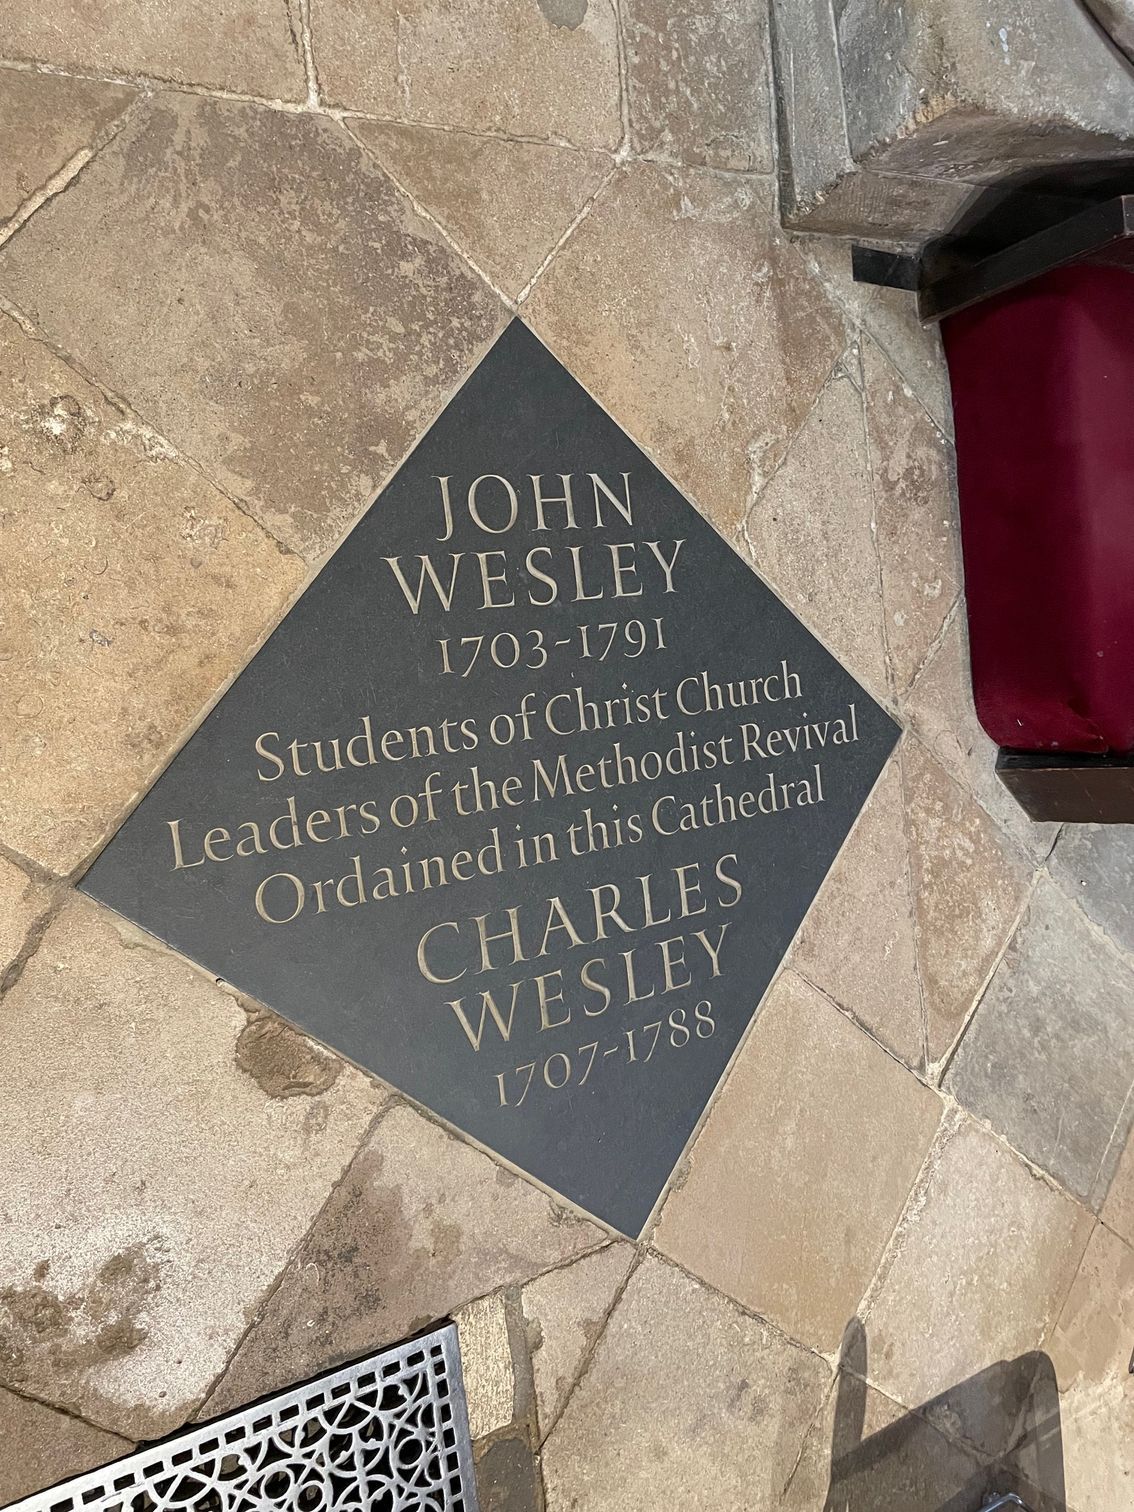 JOHN
WESLEY
1703-1791
Students of Christ Church
Leaders of the Methodist Revival
Ordained in this Cathedral
CHARLES
WESLEY
1707-1788